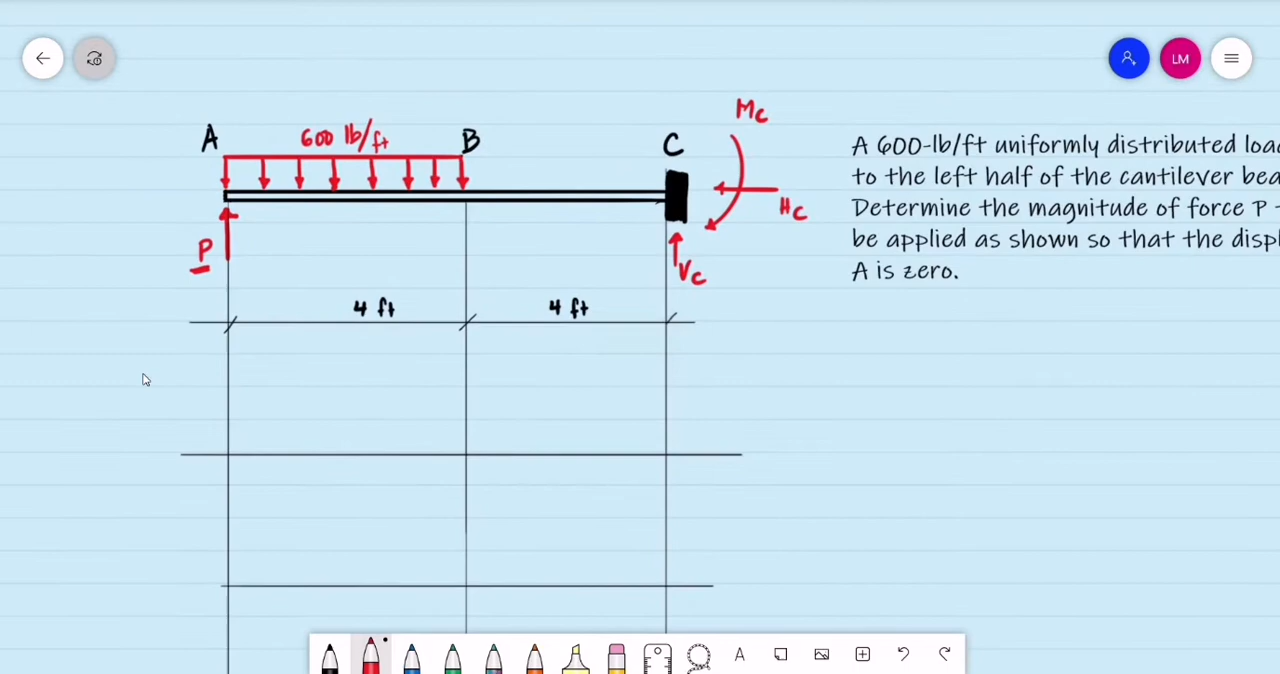 LM
A
600 lb/ft
B
C
Mc
Hc
P
Vc
4 ft
4 ft
A 600-lb/ft uniformly distributed load
to the left half of the cantilever bea
Determine the magnitude of force P
be applied as shown so that the displ
A is zero.
A